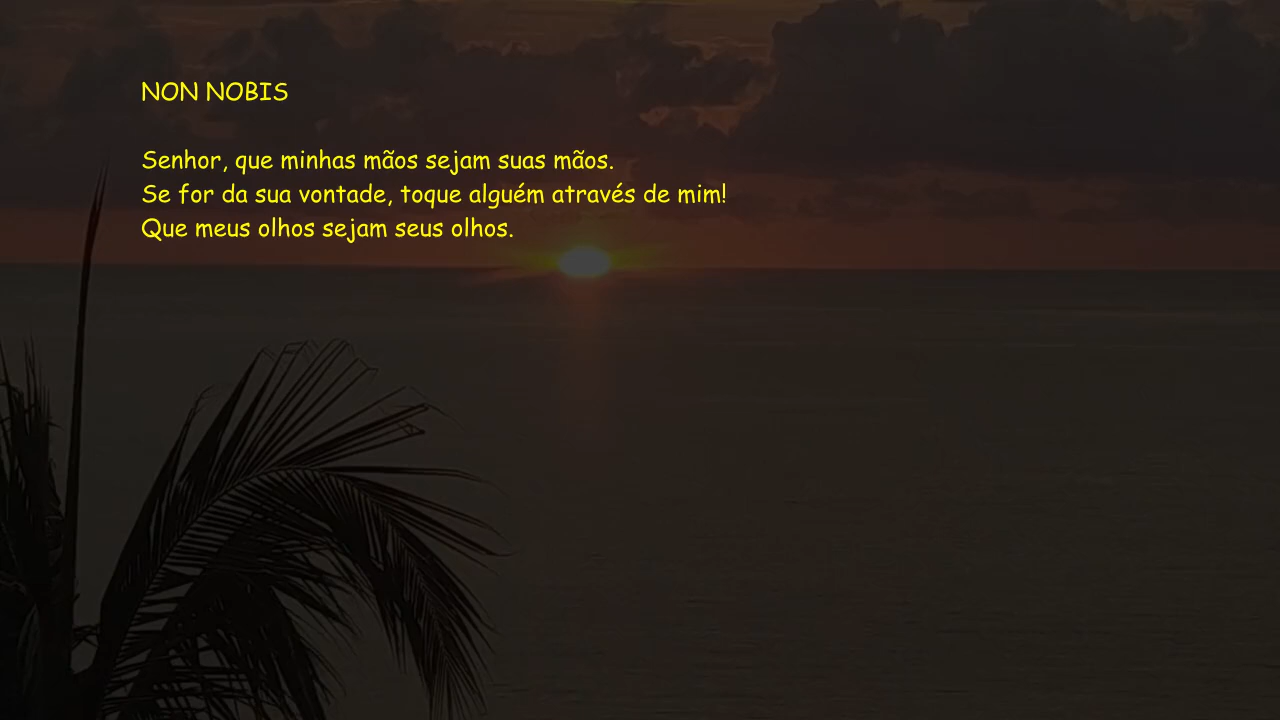 NON NOBIS
Senhor, que minhas mãos sejam suas mãos.
Se for da sua vontade, toque alguém através de mim!
Que meus olhos sejam seus olhos.